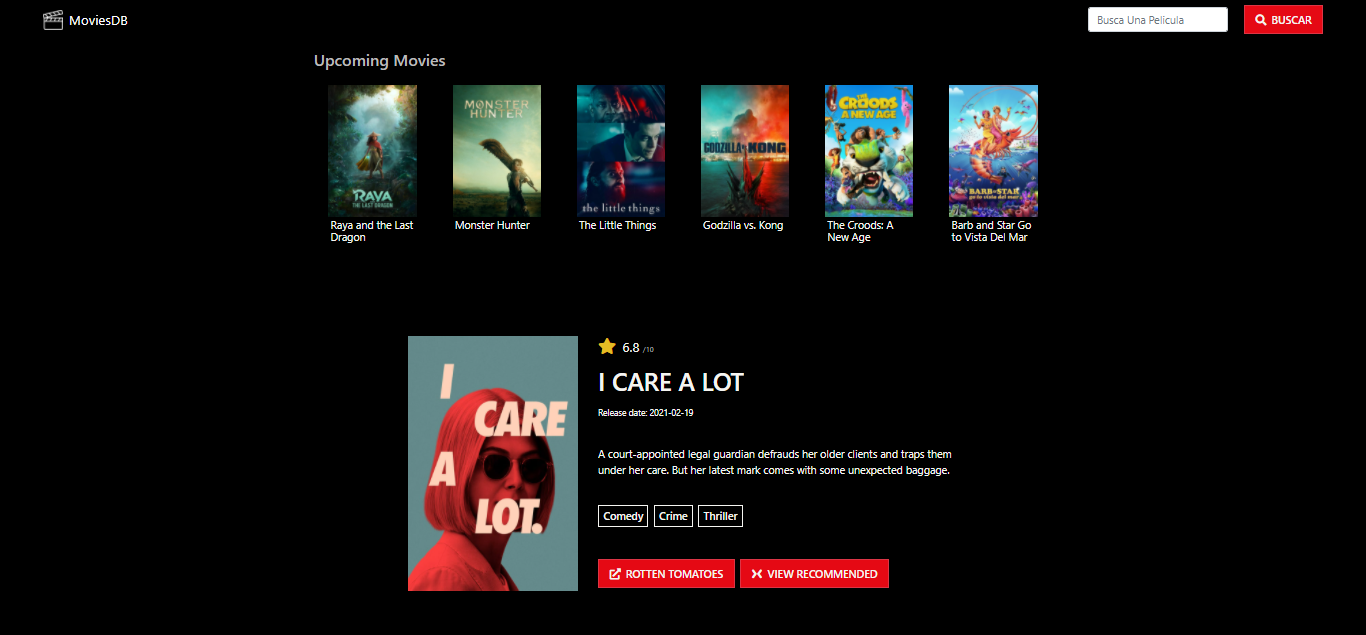 MoviesDB
Busca Una Película
BUSCAR
Upcoming Movies
RAYA
THE LAST DRAGON
MONSTER
HUNTER
the little things
GODZILLA VS KONG
THE
CROODS
A NEW AGE
BARB AND STAR
go to vista del mar
Raya and the Last
Dragon
Monster Hunter
The Little Things
Godzilla vs. Kong
The Croods: A
New Age
Barb and Star Go
to Vista Del Mar
I
CARE
A
LOT.
6.8 /10
I CARE A LOT
Release date: 2021-02-19
A court-appointed legal guardian defrauds her older clients and traps them
under her care. But her latest mark comes with some unexpected baggage.
Comedy Crime Thriller
ROTTEN TOMATOES VIEW RECOMMENDED